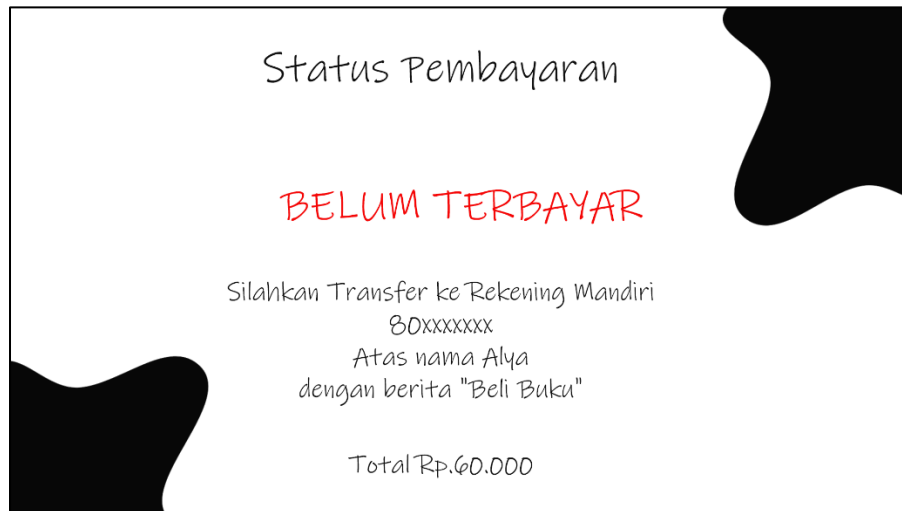 Status Pembayaran
BELUM TERBAYAR
Silahkan Transfer ke Rekening Mandiri
80xxxxxxx
Atas nama Alya
dengan berita "Beli Buku"
Total Rp.60.000